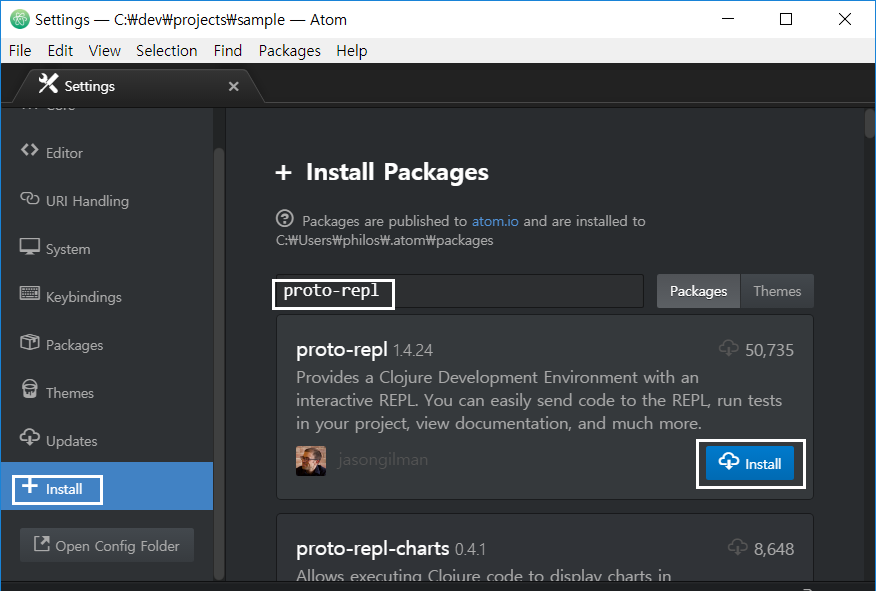 Settings — C:₩dev₩projects₩sample — Atom
File Edit View Selection Find Packages Help
Settings
Core
Editor
URI Handling
System
Keybindings
Packages
Themes
Updates
Install
Open Config Folder
Install Packages
Packages are published to atom.io and are installed to
C:₩Users₩philos₩.atom₩packages
proto-repl
Packages Themes
proto-repl 1.4.24 50,735
Provides a Clojure Development Environment with an
interactive REPL. You can easily send code to the REPL, run tests
in your project, view documentation, and much more.
jasongilman
Install
proto-repl-charts 0.4.1 8,648
Allows executing Clojure code to display charts in